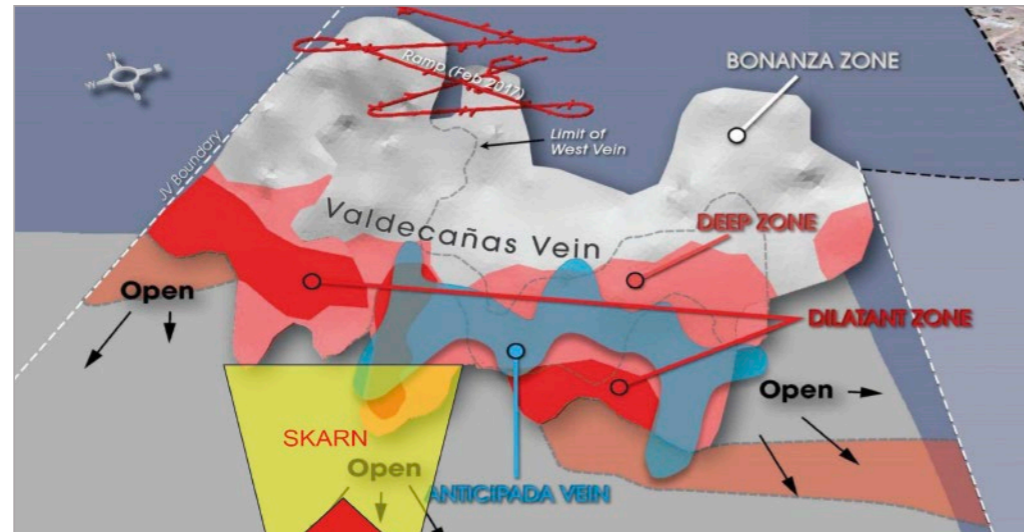 BONANZA ZONE
Ramp (Feb 2017)
Limit of
West Vein
JV Boundary
Valdecañas Vein
DEEP ZONE
Open
DILATANT ZONE
Open
SKARN
Open
ANTICIPADA VEIN